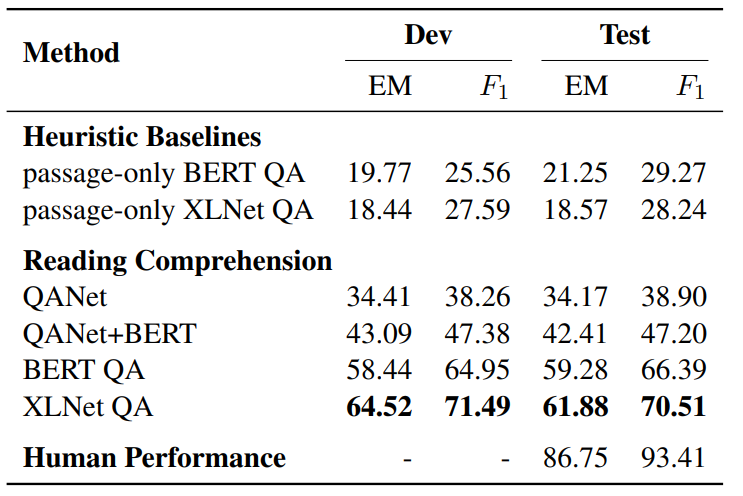 Method Dev Test
EM F1 EM F1
Heuristic Baselines
passage-only BERT QA 19.77 25.56 21.25 29.27
passage-only XLNet QA 18.44 27.59 18.57 28.24
Reading Comprehension
QANet 34.41 38.26 34.17 38.90
QANet+BERT 43.09 47.38 42.41 47.20
BERT QA 58.44 64.95 59.28 66.39
XLNet QA 64.52 71.49 61.88 70.51
Human Performance - - 86.75 93.41